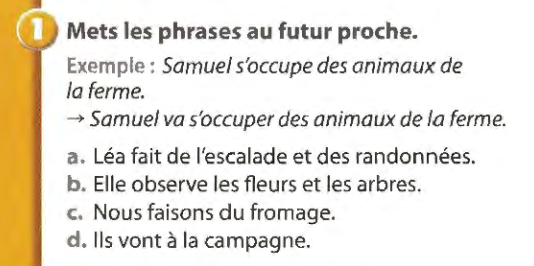 1 Mets les phrases au futur proche.
Exemple : Samuel s'occupe des animaux de
la ferme.
→ Samuel va s'occuper des animaux de la ferme.
a. Léa fait de l'escalade et des randonnées.
b. Elle observe les fleurs et les arbres.
c. Nous faisons du fromage.
d. Ils vont à la campagne.